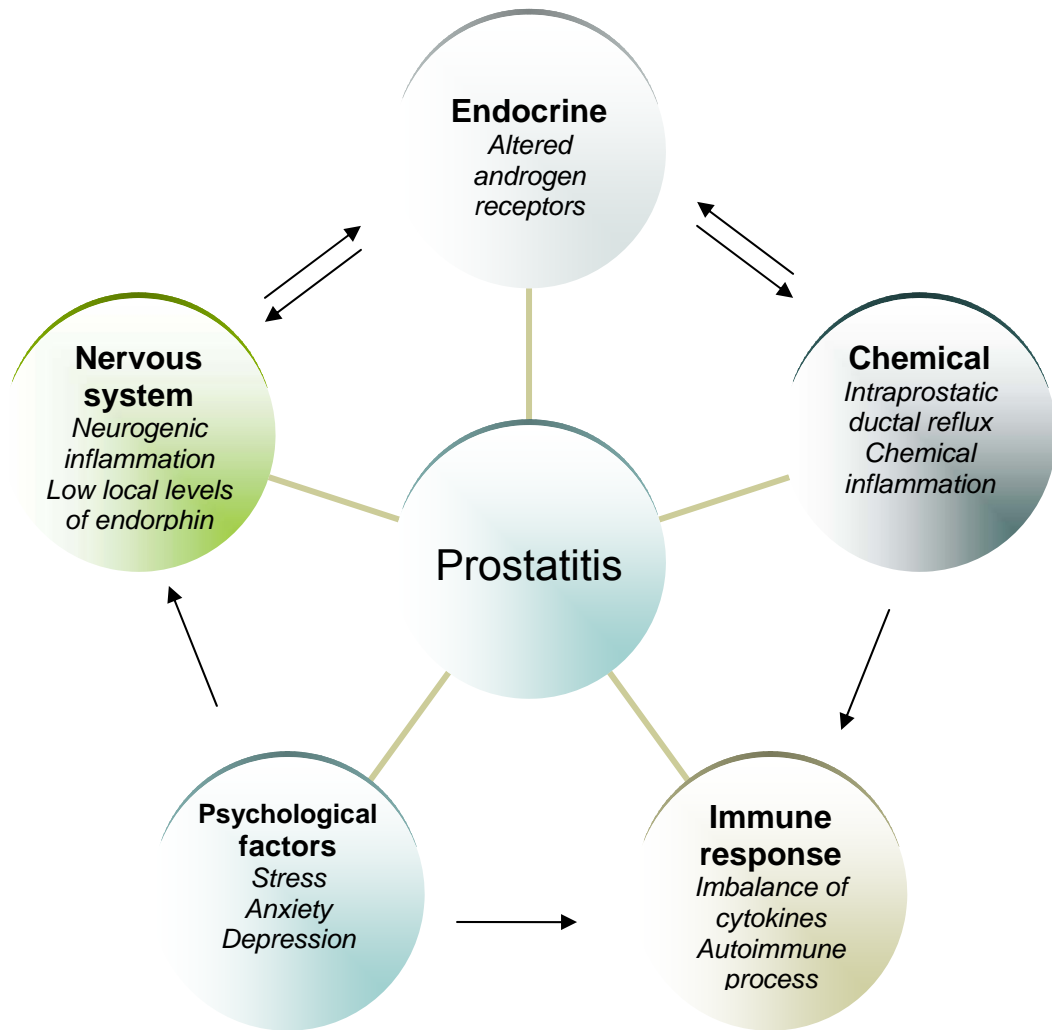 Endocrine
Altered
androgen
receptors
Nervous
system
Neurogenic
inflammation
Low local levels
of endorphin
Chemical
Intraprostatic
ductal reflux
Chemical
inflammation
Prostatitis
Psychological
factors
Stress
Anxiety
Depression
Immune
response
Imbalance of
cytokines
Autoimmune
process